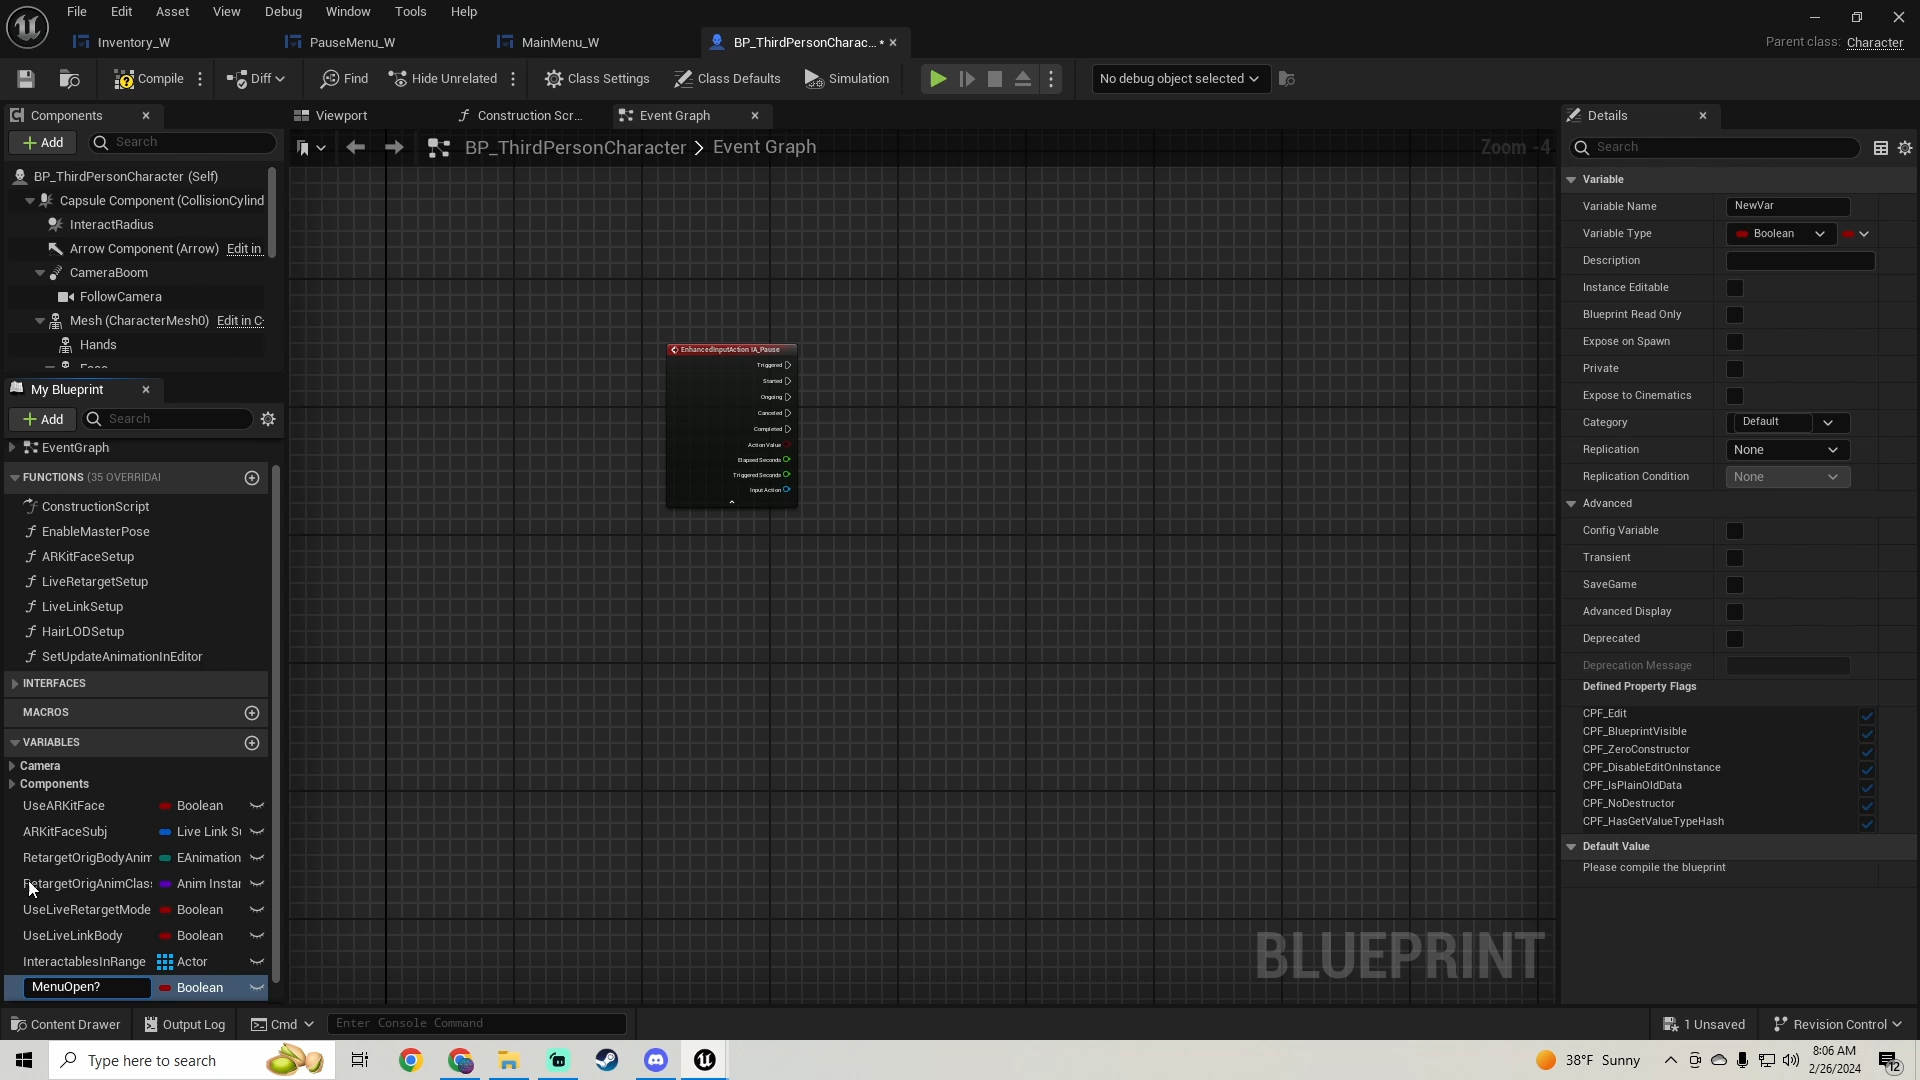 File Edit Asset View Debug Window Tools Help
Inventory_W PauseMenu_W MainMenu_W BP_ThirdPersonCharac... *
Parent class: Character
Compile Diff Find Hide Unrelated Class Settings Class Defaults Simulation No debug object selected
Components
Add Search
BP_ThirdPersonCharacter (Self)
Capsule Component (CollisionCylind
InteractRadius
Arrow Component (Arrow) Edit in
CameraBoom
FollowCamera
Mesh (CharacterMesh0) Edit in C
Hands
My Blueprint
Add Search
EventGraph
FUNCTIONS (35 OVERRIDAI
ConstructionScript
EnableMasterPose
ARKitFaceSetup
LiveRetargetSetup
LiveLinkSetup
HairLODSetup
SetUpdateAnimationInEditor
INTERFACES
MACROS
VARIABLES
Camera
Components
UseARKitFace Boolean
ARKitFaceSubj Live Link Su
RetargetOrigBodyAnim EAnimation
RetargetOrigAnimClass Anim Instar
UseLiveRetargetMode Boolean
UseLiveLinkBody Boolean
InteractablesInRange Actor
MenuOpen? Boolean
Viewport Construction Scr... Event Graph
BP_ThirdPersonCharacter > Event Graph
Zoom -4
EnhancedInputAction IA_Pause
Triggered
Started
Ongoing
Canceled
Completed
Action Value
Elapsed Seconds
Triggered Seconds
Input Action
BLUEPRINT
Details
Search
Variable
Variable Name NewVar
Variable Type Boolean
Description
Instance Editable
Blueprint Read Only
Expose on Spawn
Private
Expose to Cinematics
Category Default
Replication None
Replication Condition None
Advanced
Config Variable
Transient
SaveGame
Advanced Display
Deprecated
Deprecation Message
Defined Property Flags
CPF_Edit
CPF_BlueprintVisible
CPF_ZeroConstructor
CPF_DisableEditOnInstance
CPF_IsPlainOldData
CPF_NoDestructor
CPF_HasGetValueTypeHash
Default Value
Please compile the blueprint
Content Drawer Output Log Cmd Enter Console Command 1 Unsaved Revision Control
Type here to search 38°F Sunny 8:06 AM
2/26/2024
12